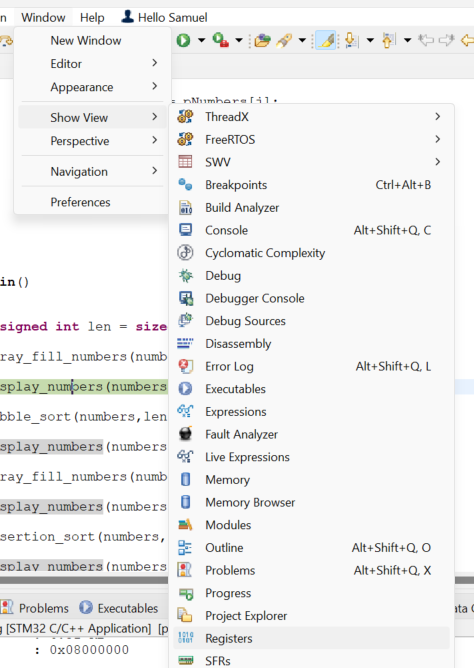 n Window Help Hello Samuel
New Window
Editor
Appearance
= pNumbers[j];
Show View
Perspective
Navigation
Preferences
ThreadX
FreeRTOS
SWV
Breakpoints Ctrl+Alt+B
Build Analyzer
Console Alt+Shift+Q, C
Cyclomatic Complexity
Debug
Debugger Console
Debug Sources
Disassembly
Error Log Alt+Shift+Q, L
Executables
Expressions
Fault Analyzer
Live Expressions
Memory
Memory Browser
Modules
Outline Alt+Shift+Q, O
Problems Alt+Shift+Q, X
Progress
Project Explorer
Registers
SFRs
in()
signed int len = size
ray_fill_numbers(numb
splay_numbers(numbers
bble_sort(numbers,len
splay_numbers(numbers
ray_fill_numbers(numb
splay_numbers(numbers
sertion_sort(numbers,
splay_numbers(numbers
Problems Executables
ata C
g [STM32 C/C++ Application] [p
: 0x08000000